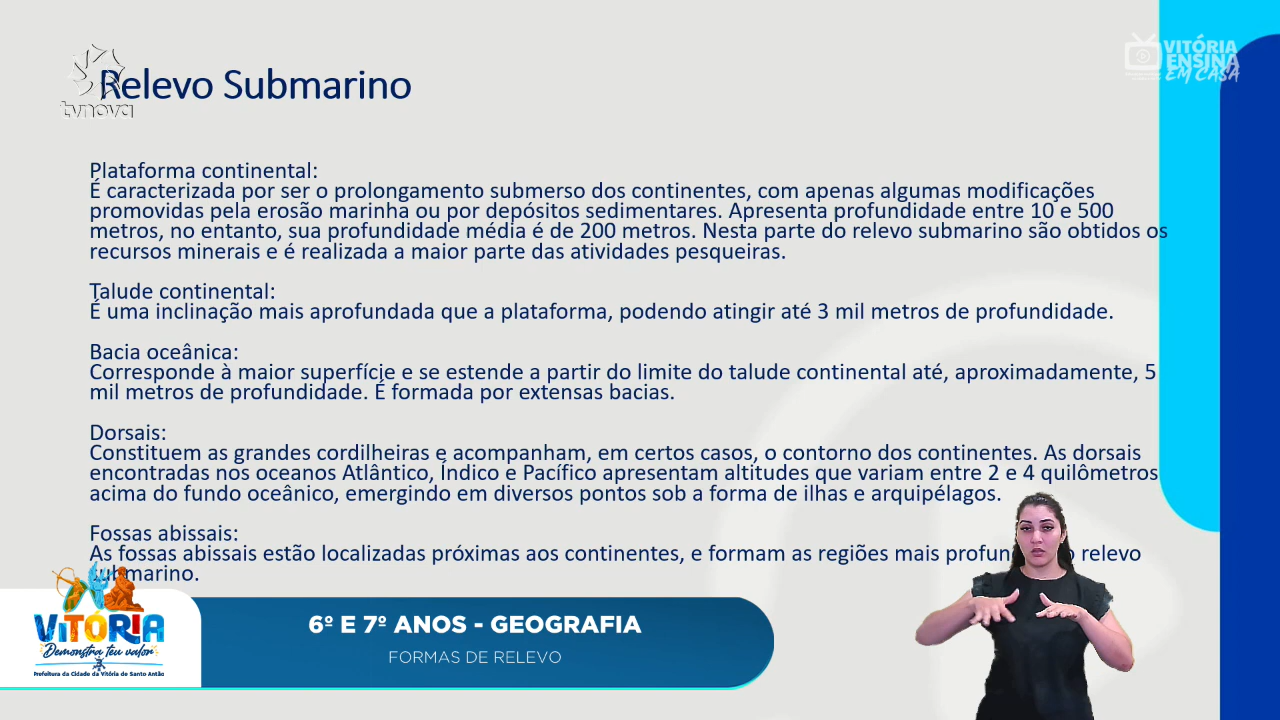 Relevo Submarino
tvnova
VITÓRIA
ENSINA
EM CASA
Plataforma continental:
É caracterizada por ser o prolongamento submerso dos continentes, com apenas algumas modificações
promovidas pela erosão marinha ou por depósitos sedimentares. Apresenta profundidade entre 10 e 500
metros, no entanto, sua profundidade média é de 200 metros. Nesta parte do relevo submarino são obtidos os
recursos minerais e é realizada a maior parte das atividades pesqueiras.
Talude continental:
É uma inclinação mais aprofundada que a plataforma, podendo atingir até 3 mil metros de profundidade.
Bacia oceânica:
Corresponde à maior superfície e se estende a partir do limite do talude continental até, aproximadamente, 5
mil metros de profundidade. É formada por extensas bacias.
Dorsais:
Constituem as grandes cordilheiras e acompanham, em certos casos, o contorno dos continentes. As dorsais
encontradas nos oceanos Atlântico, Índico e Pacífico apresentam altitudes que variam entre 2 e 4 quilômetros
acima do fundo oceânico, emergindo em diversos pontos sob a forma de ilhas e arquipélagos.
Fossas abissais:
As fossas abissais estão localizadas próximas aos continentes, e formam as regiões mais relevo
submarino.
VITÓRIA
Demonstra teu valor
Prefeitura da Cidade da Vitória de Santo Antão
6º E 7º ANOS - GEOGRAFIA
FORMAS DE RELEVO